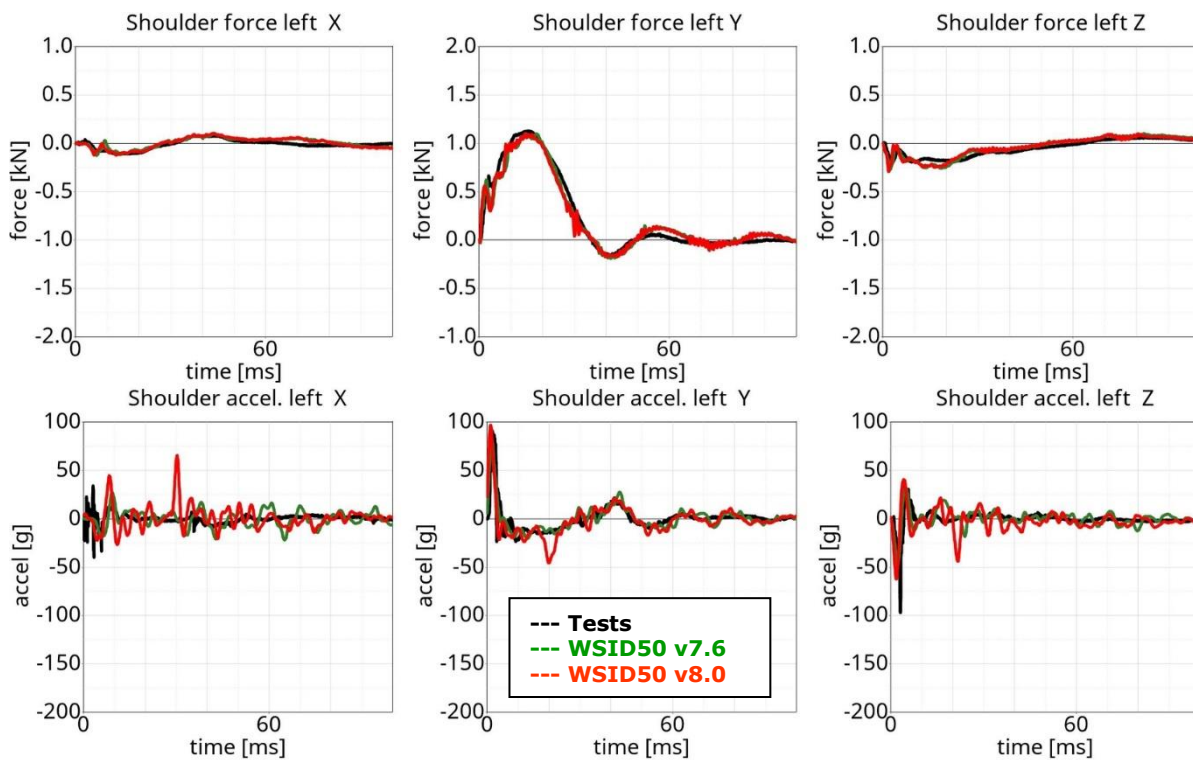 Shoulder force left X
Shoulder force left Y
Shoulder force left Z
1.0
0.5
0.0
-0.5
-1.0
-1.5
-2.0
force [kN]
0
60
time [ms]
2.0
1.5
1.0
0.5
0.0
-0.5
-1.0
force [kN]
0
60
time [ms]
1.0
0.5
0.0
-0.5
-1.0
-1.5
-2.0
force [kN]
0
60
time [ms]
Shoulder accel. left X
Shoulder accel. left Y
Shoulder accel. left Z
100
50
0
-50
-100
-150
-200
accel [g]
0
60
time [ms]
100
50
0
-50
-100
-150
-200
accel [g]
0
60
time [ms]
--- Tests
--- WSID50 v7.6
--- WSID50 v8.0
100
50
0
-50
-100
-150
-200
accel [g]
0
60
time [ms]